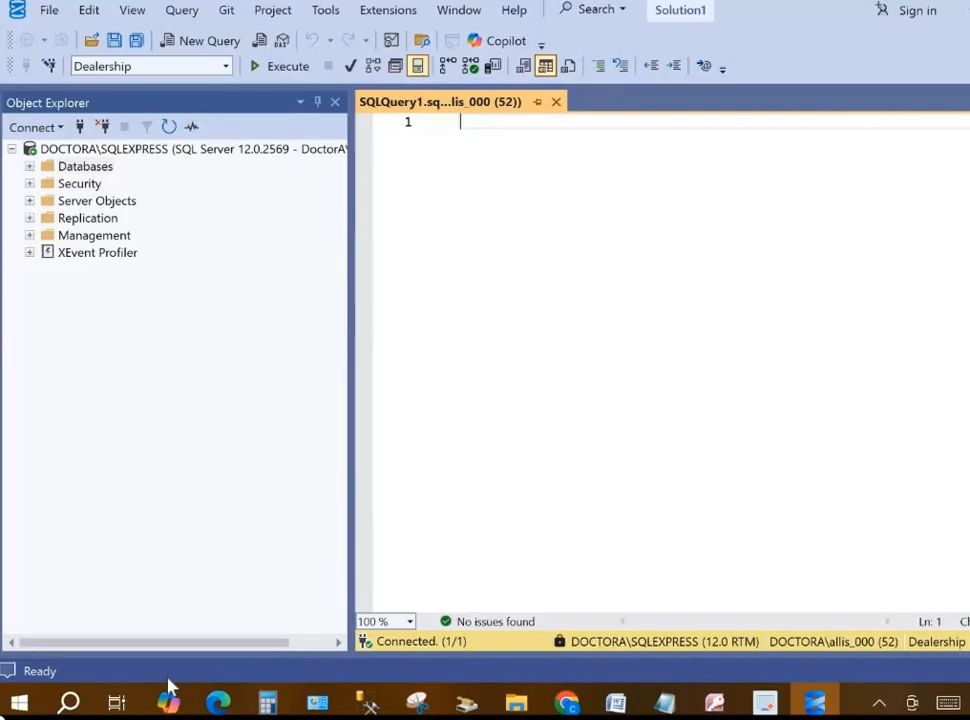 File Edit View Query Git Project Tools Extensions Window Help Search Solution1 Sign in
New Query Copilot
Dealership Execute
Object Explorer
SQLQuery1.sq...lis_000 (52))
Connect
1
DOCTORA\SQLEXPRESS (SQL Server 12.0.2569 - DoctorA\
Databases
Security
Server Objects
Replication
Management
XEvent Profiler
100 % No issues found Ln: 1
Connected. (1/1) DOCTORA\SQLEXPRESS (12.0 RTM) DOCTORA\allis_000 (52) Dealership
Ready